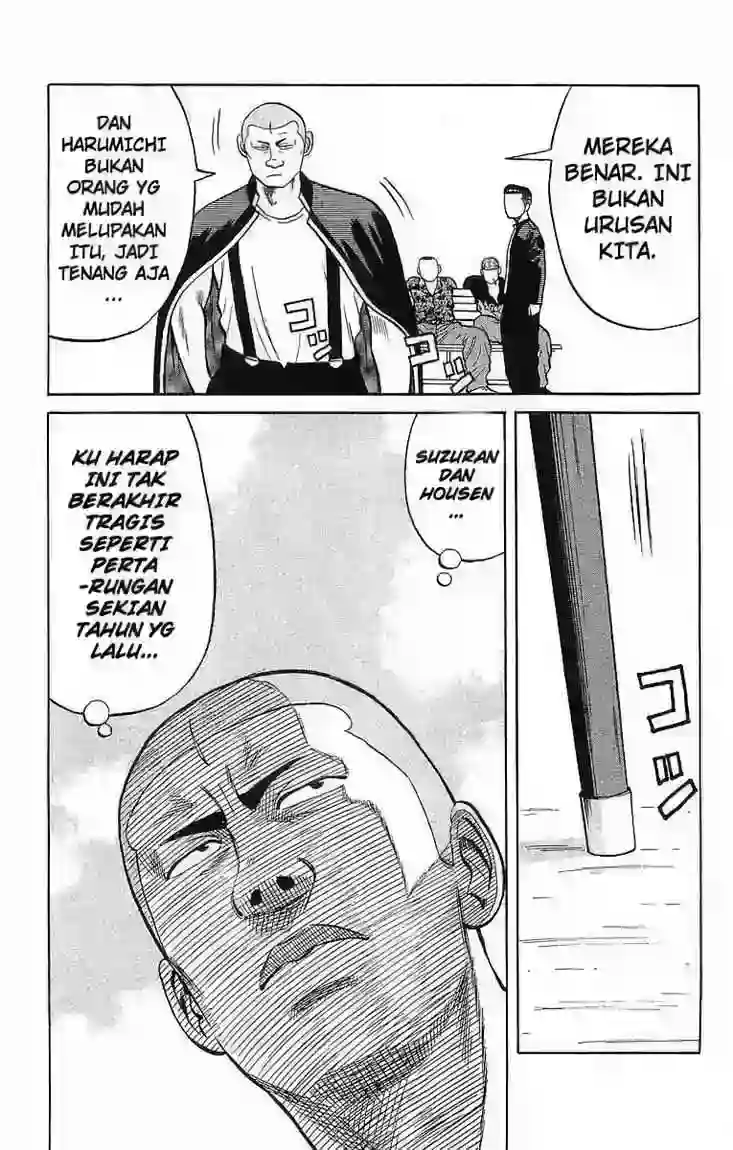 MEREKA
BENAR. INI
BUKAN
URUSAN
KITA.
DAN
HARUMICHI
BUKAN
ORANG YG
MUDAH
MELUPAKAN
ITU, JADI
TENANG AJA
...
コッ
コッ
コッ
SUZURAN
DAN
HOUSEN
...
KU HARAP
INI TAK
BERAKHIR
TRAGIS
SEPERTI
PERTA
-RUNGAN
SEKIAN
TAHUN YG
LALU...